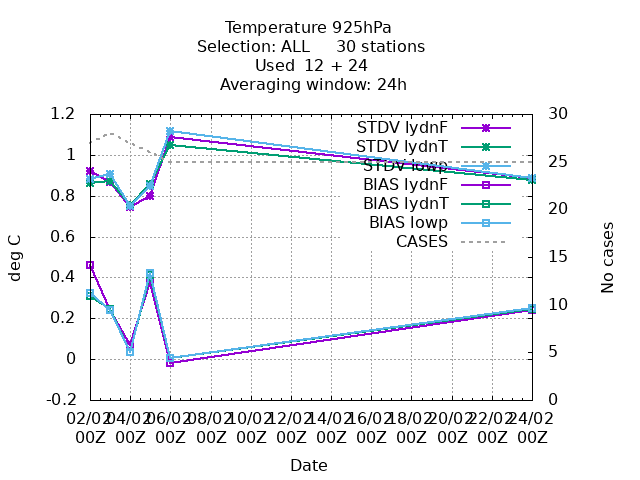 Temperature 925hPa
Selection: ALL     30 stations
Used  12 + 24
Averaging window: 24h
1.2
1
0.8
0.6
0.4
0.2
0
-0.2
deg C
STDV lydnF
STDV lydnT
STDV lowp
BIAS lydnF
BIAS lydnT
BIAS lowp
CASES
30
25
20
15
10
5
0
No cases
02/02 04/02 06/02 08/02 10/02 12/02 14/02 16/02 18/02 20/02 22/02 24/02
00Z 00Z 00Z 00Z 00Z 00Z 00Z 00Z 00Z 00Z 00Z 00Z
Date